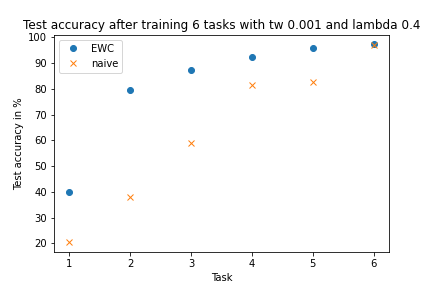 Test accuracy after training 6 tasks with tw 0.001 and lambda 0.4
100
90
80
70
60
50
40
30
20
Test accuracy in %
EWC
naive
1 2 3 4 5 6
Task